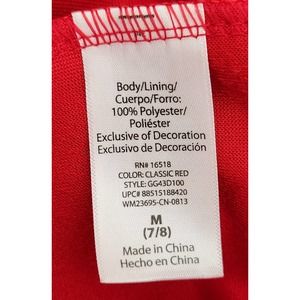 Body/Lining/
Cuerpo/Forro:
100% Polyester/
Poliéster
Exclusive of Decoration
Exclusivo de Decoración
RN# 16518
COLOR: CLASSIC RED
STYLE: GG43D100
UPC# 88515188420
WM23695-CN-0813
M
(7/8)
Made in China
Hecho en China